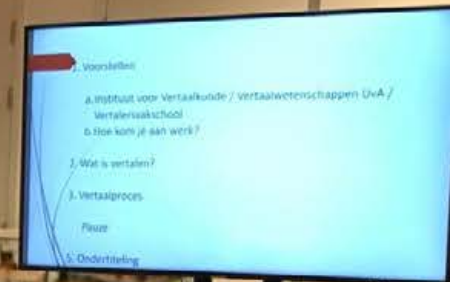 1. Voorstellen
a. Instituut voor Vertaalkunde / Vertaalwetenschappen UvA /
Vertalersvakschool
b. Hoe kom je aan werk?
2. Wat is vertalen?
3. Vertaalproces
Pauze
5. Ondertiteling